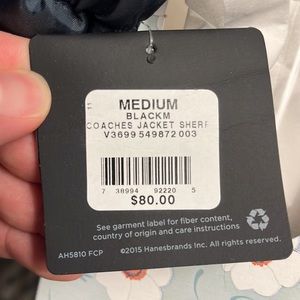 MEDIUM
BLACKM
COACHES JACKET SHERF
V3699 549872 003
7 38994 92220 5
$80.00
See garment label for fiber content,
country of origin and care instructions
AH5810 FCP ©2015 Hanesbrands Inc. All rights reserved.